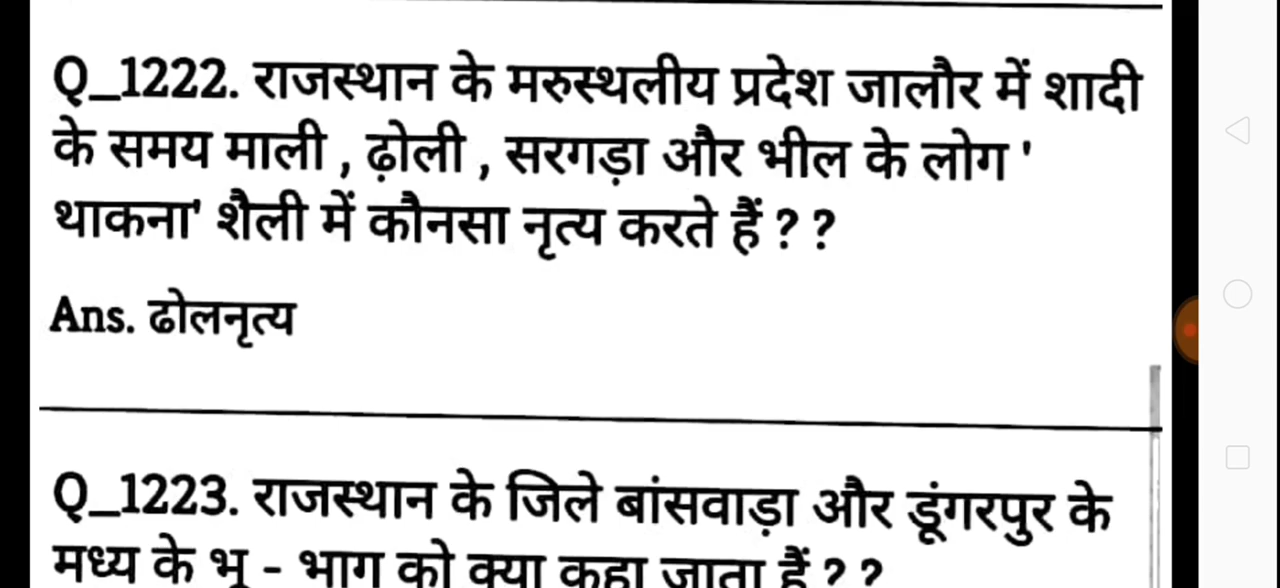 Q_1222. राजस्थान के मरुस्थलीय प्रदेश जालौर में शादी
के समय माली , ढ़ोली , सरगड़ा और भील के लोग '
थाकना' शैली में कौनसा नृत्य करते हैं ? ?
Ans. ढोलनृत्य
Q_1223. राजस्थान के जिले बांसवाड़ा और डूंगरपुर के
मध्य के भू - भाग को क्या कहा जाता हैं ? ?